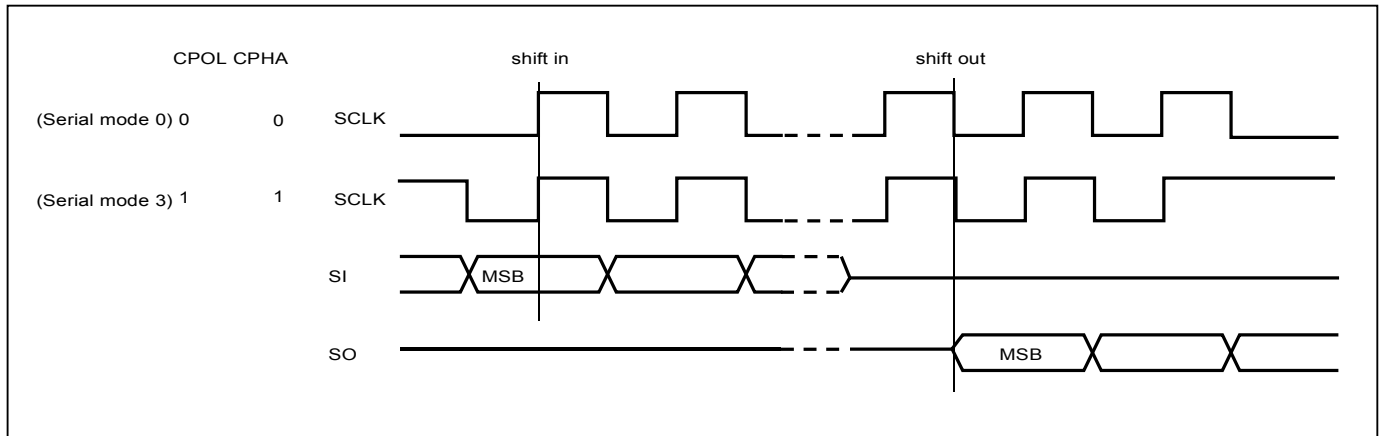 CPOL CPHA shift in shift out
(Serial mode 0) 0 0 SCLK
(Serial mode 3) 1 1 SCLK
SI MSB
SO MSB